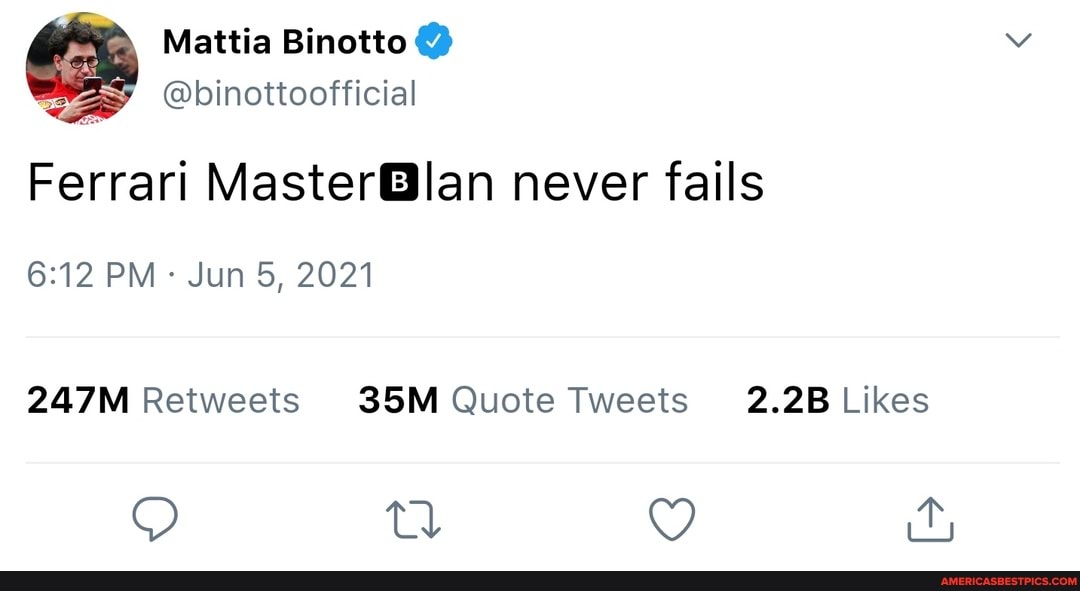 Mattia Binotto
@binottoofficial
Ferrari Master🅱lan never fails
6:12 PM · Jun 5, 2021
247M Retweets 35M Quote Tweets 2.2B Likes
AMERICASBESTPICS.COM